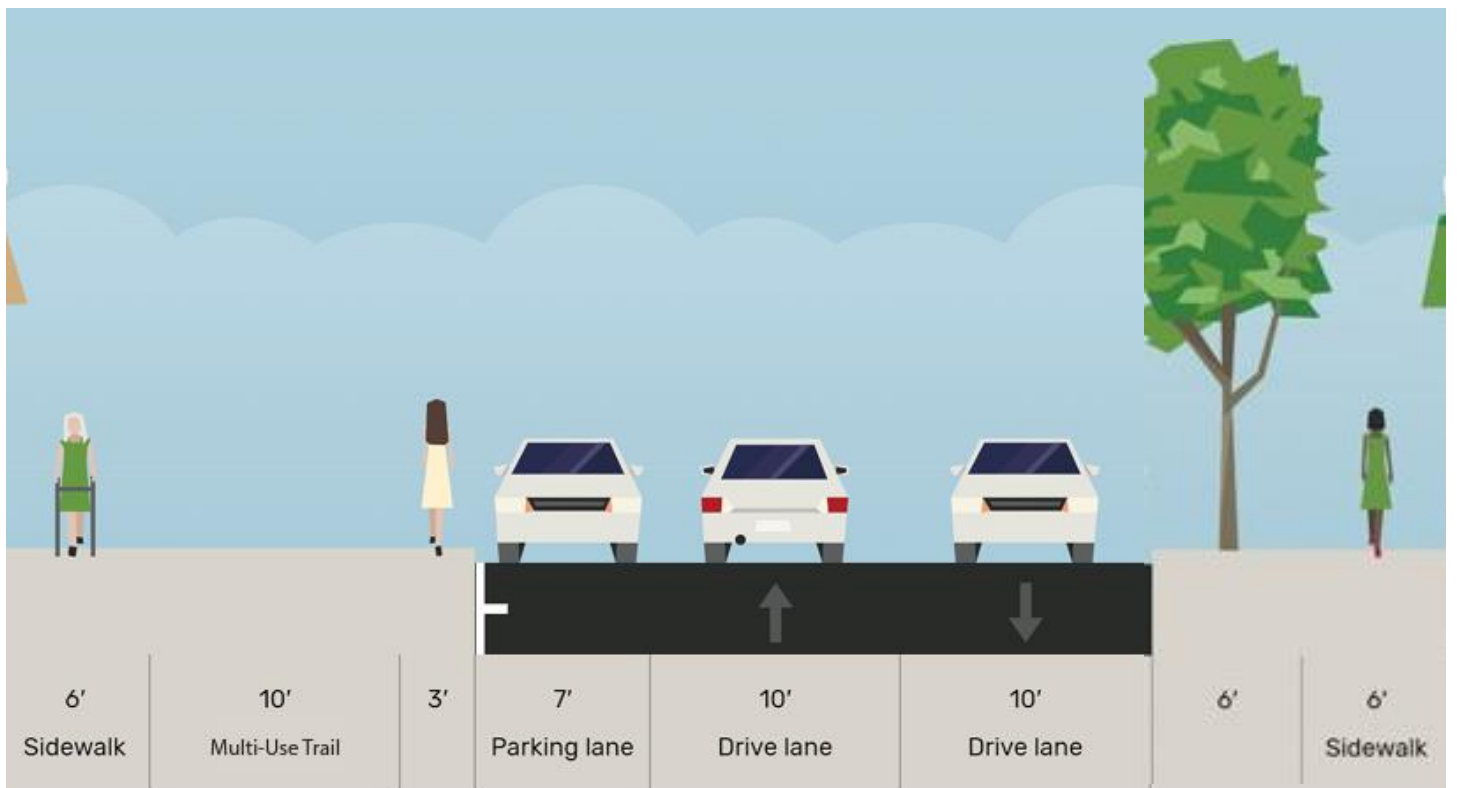 6' 10' 3' 7' 10' 10' 6' 6'
Sidewalk Multi-Use Trail Parking lane Drive lane Drive lane Sidewalk